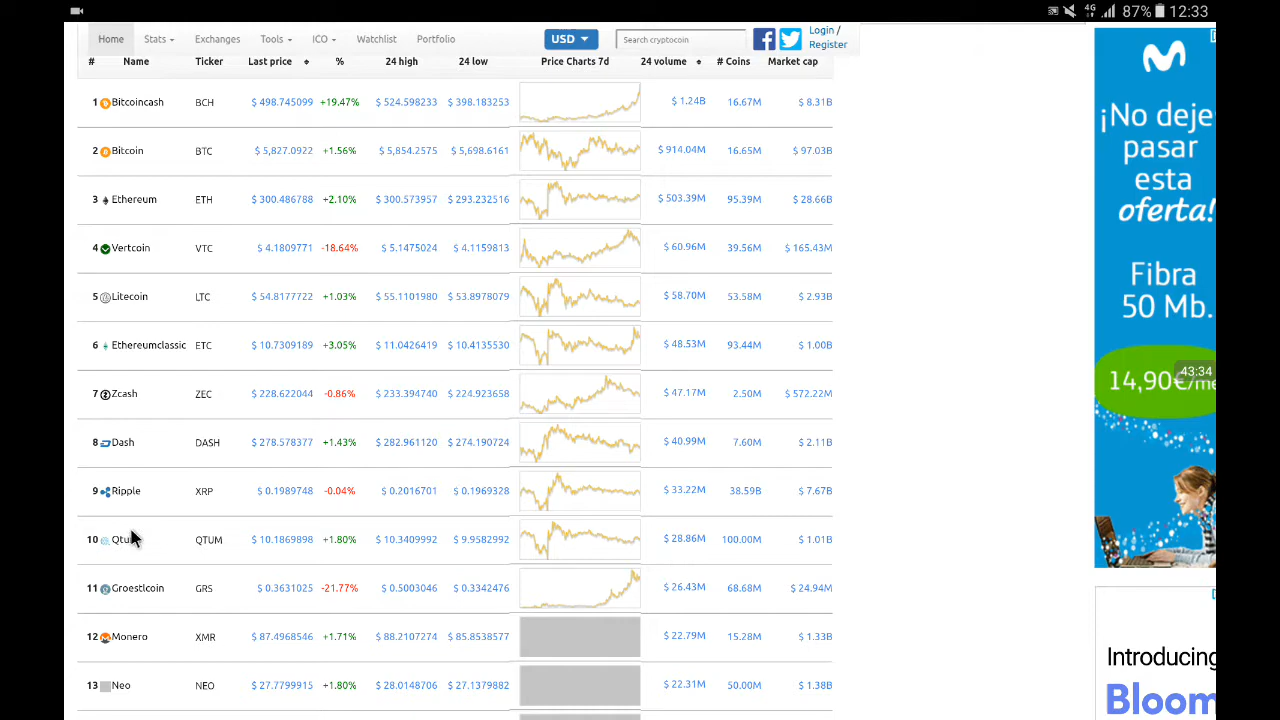 4G 87% 12:33
Home Stats Exchanges Tools ICO Watchlist Portfolio USD Search cryptocoin Login / Register
# Name Ticker Last price % 24 high 24 low Price Charts 7d 24 volume # Coins Market cap
1 Bitcoincash BCH $ 498.745099 +19.47% $ 524.598233 $ 398.183253 $ 1.24B 16.67M $ 8.31B
2 Bitcoin BTC $ 5,827.0922 +1.56% $ 5,854.2575 $ 5,598.6161 $ 914.04M 16.65M $ 97.03B
3 Ethereum ETH $ 300.486788 +2.10% $ 300.573957 $ 293.232516 $ 503.39M 95.39M $ 28.66B
4 Vertcoin VTC $ 4.1809771 -18.64% $ 5.1475024 $ 4.1159813 $ 60.96M 39.56M $ 165.43M
5 Litecoin LTC $ 54.8177722 +1.03% $ 55.1101980 $ 53.8978079 $ 58.70M 53.58M $ 2.93B
6 Ethereumclassic ETC $ 10.7309189 +3.05% $ 11.0426419 $ 10.4135530 $ 48.53M 93.44M $ 1.00B
7 Zcash ZEC $ 228.622044 -0.86% $ 233.394740 $ 224.923658 $ 47.17M 2.50M $ 572.22M
8 Dash DASH $ 278.578377 +1.43% $ 282.961120 $ 274.190724 $ 40.99M 7.60M $ 2.11B
9 Ripple XRP $ 0.1989748 -0.04% $ 0.2016701 $ 0.1969328 $ 33.22M 38.59B $ 7.67B
10 Qtum QTUM $ 10.1869898 +1.80% $ 10.3409992 $ 9.9582992 $ 28.86M 100.00M $ 1.01B
11 Groestlcoin GRS $ 0.3631025 -21.77% $ 0.5003046 $ 0.3342476 $ 26.43M 68.68M $ 24.94M
12 Monero XMR $ 87.4968546 +1.71% $ 88.2107274 $ 85.8538577 $ 22.79M 15.28M $ 1.33B
13 Neo NEO $ 27.7799915 +1.80% $ 28.0148706 $ 27.1379882 $ 22.31M 50.00M $ 1.38B
¡No deje
pasar
esta
oferta!
Fibra
50 Mb.
14,90€/me
43:34
Introducing
Bloom